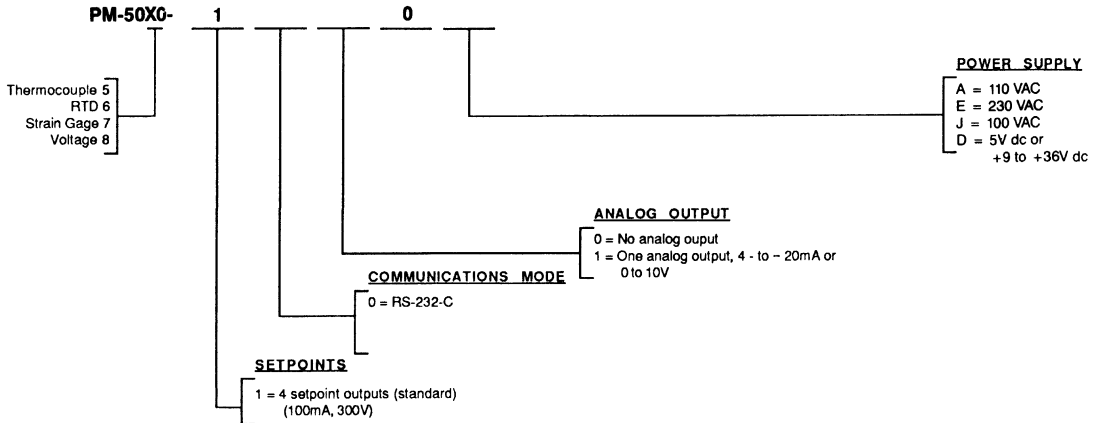 PM-50X0- 1 0
Thermocouple 5
RTD 6
Strain Gage 7
Voltage 8
POWER SUPPLY
A = 110 VAC
E = 230 VAC
J = 100 VAC
D = 5V dc or
+9 to +36V dc
ANALOG OUTPUT
0 = No analog ouput
1 = One analog output, 4 - to – 20mA or
0 to 10V
COMMUNICATIONS MODE
0 = RS-232-C
SETPOINTS
1 = 4 setpoint outputs (standard)
(100mA, 300V)